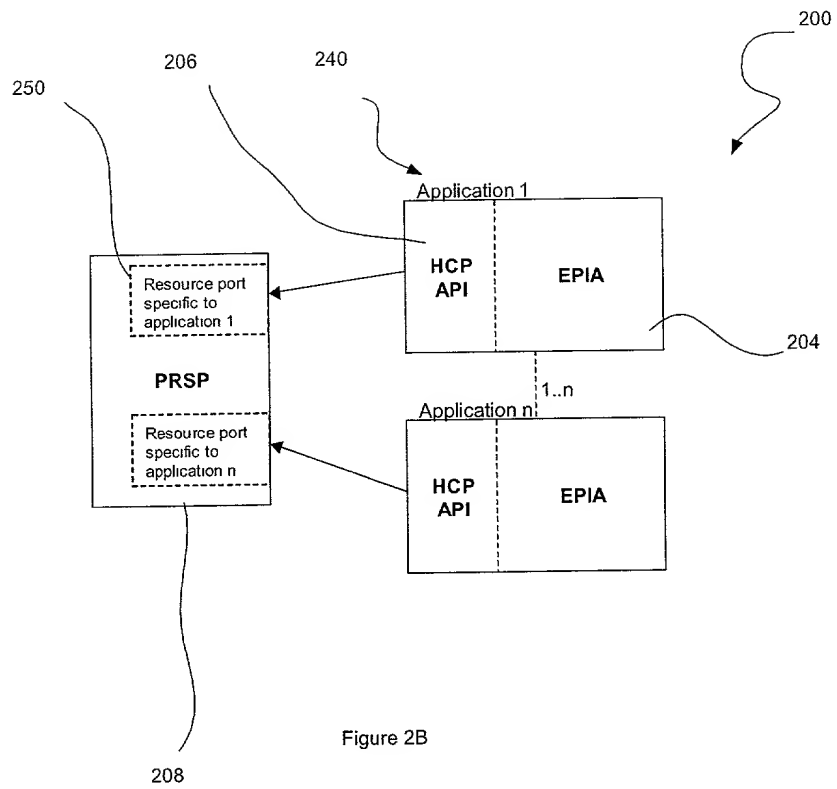 200
206
240
250
Application 1
HCP
API
EPIA
Resource port
specific to
application 1
204
PRSP
1..n
Application n
Resource port
specific to
application n
HCP
API
EPIA
Figure 2B
208